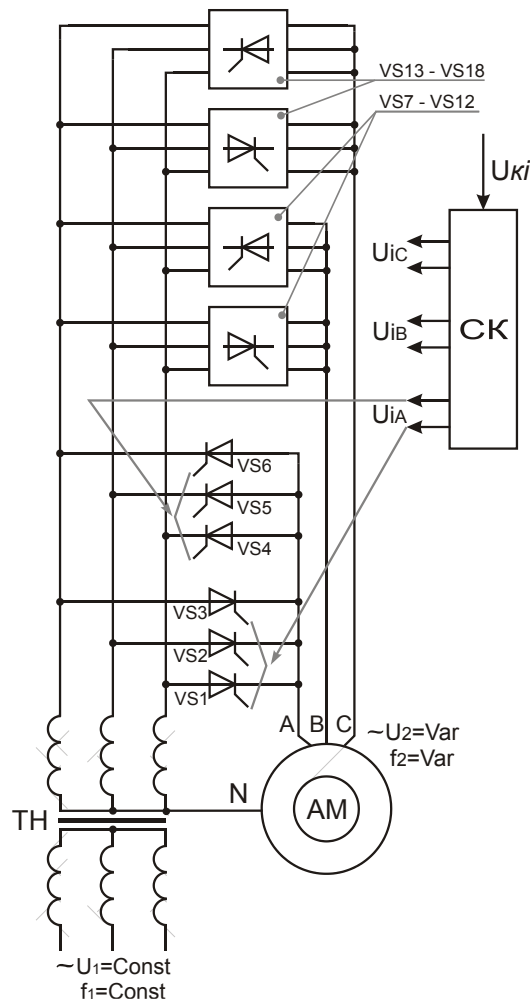 VS13 - VS18
VS7 - VS12
Uкi
UiC
UiB
UiA
СК
VS6
VS5
VS4
VS3
VS2
VS1
A B C
~U2=Var
f2=Var
N
AM
TH
~U1=Const
f1=Const